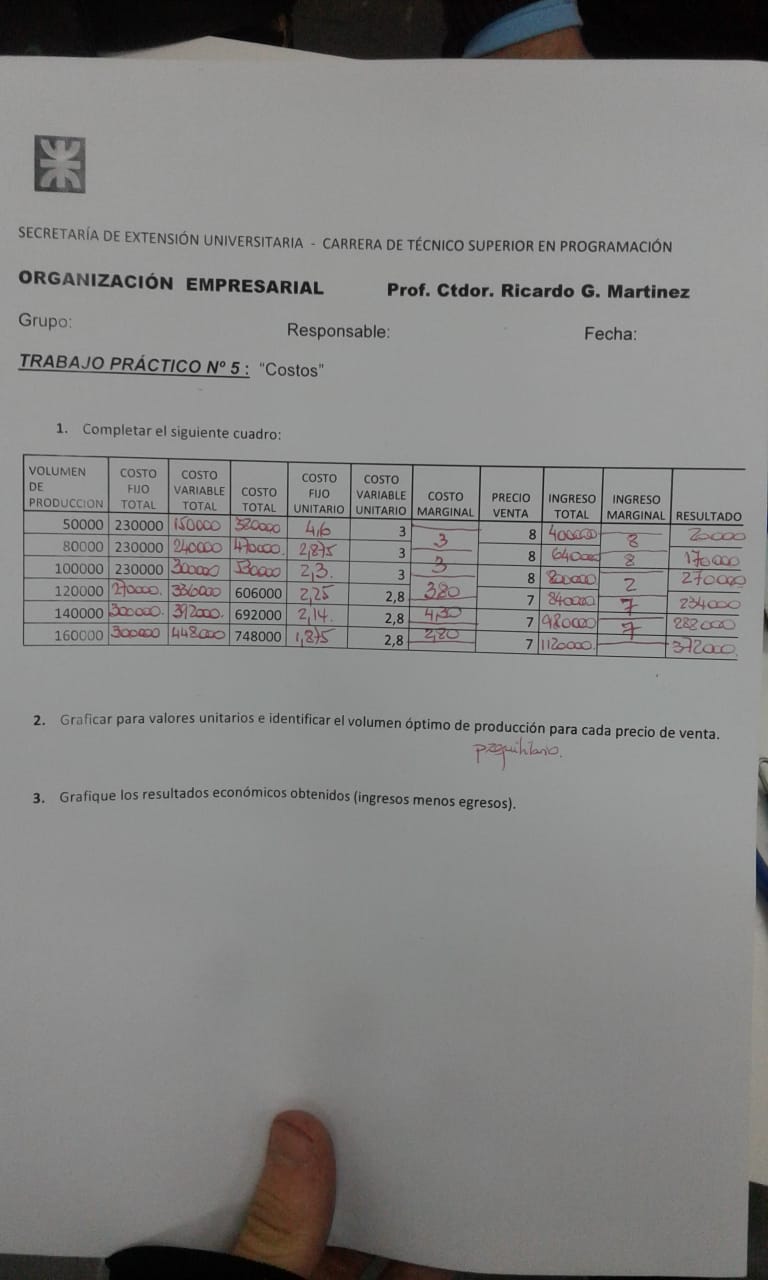 SECRETARÍA DE EXTENSIÓN UNIVERSITARIA - CARRERA DE TÉCNICO SUPERIOR EN PROGRAMACIÓN
ORGANIZACIÓN EMPRESARIAL Prof. Ctdor. Ricardo G. Martinez
Grupo: Responsable: Fecha:
TRABAJO PRÁCTICO Nº 5 : "Costos"
1. Completar el siguiente cuadro:
VOLUMEN DE PRODUCCION COSTO FIJO TOTAL COSTO VARIABLE TOTAL COSTO TOTAL COSTO FIJO UNITARIO COSTO VARIABLE UNITARIO COSTO MARGINAL PRECIO VENTA INGRESO TOTAL INGRESO MARGINAL RESULTADO
50000 230000 150000 4,6 3 8 400000 20000
80000 230000 240000 470000. 2,875 3 3 8 640000 8 170000
100000 230000 300000 530000 2,3. 3 3 8 800000 8 270000
120000 270000. 336000 606000 2,25 2,8 380 7 840000 2 234000
140000 300000. 392000. 692000 2,14. 2,8 4,30 7 980000 7 288000
160000 300000 448000 748000 1,875 2,8 2,80 7 1120000. 7 372000.
2. Graficar para valores unitarios e identificar el volumen óptimo de producción para cada precio de venta.
3. Grafique los resultados económicos obtenidos (ingresos menos egresos).